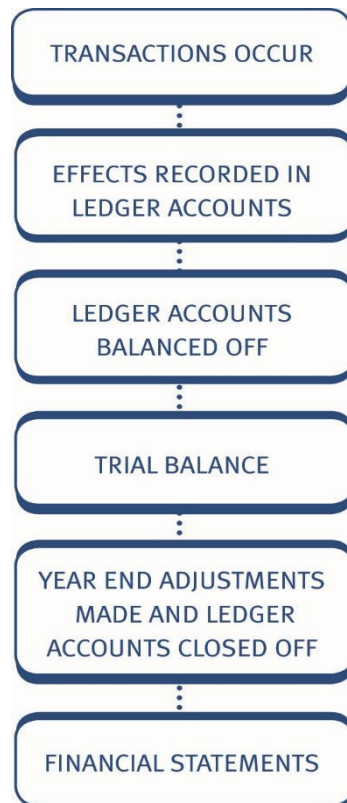 TRANSACTIONS OCCUR
EFFECTS RECORDED IN
LEDGER ACCOUNTS
LEDGER ACCOUNTS
BALANCED OFF
TRIAL BALANCE
YEAR END ADJUSTMENTS
MADE AND LEDGER
ACCOUNTS CLOSED OFF
FINANCIAL STATEMENTS